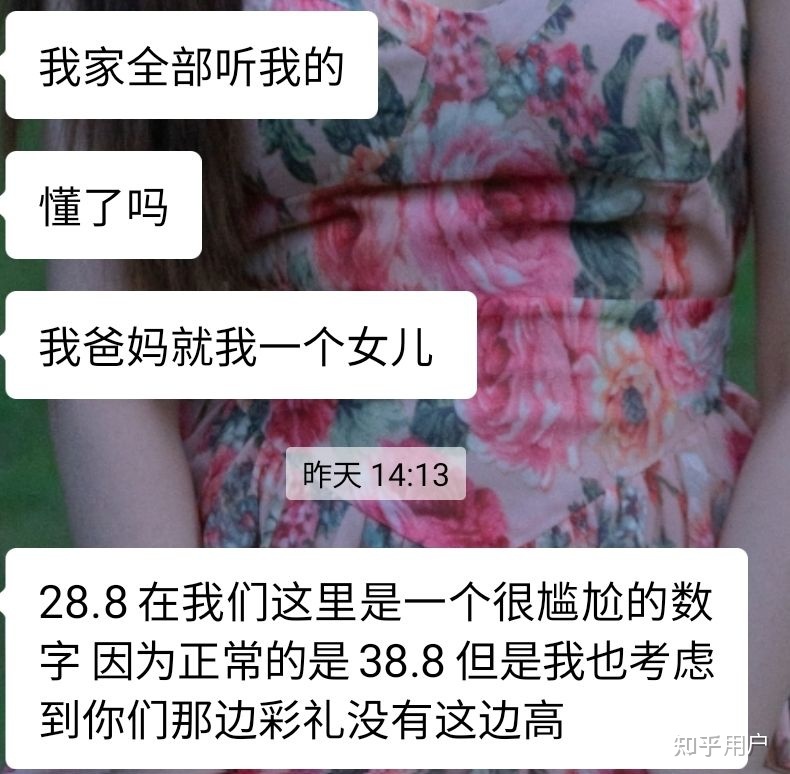 我家全部听我的
懂了吗
我爸妈就我一个女儿
昨天 14:13
28.8 在我们这里是一个很尴尬的数
字 因为正常的是 38.8 但是我也考虑
到你们那边彩礼没有这边高
知乎用户